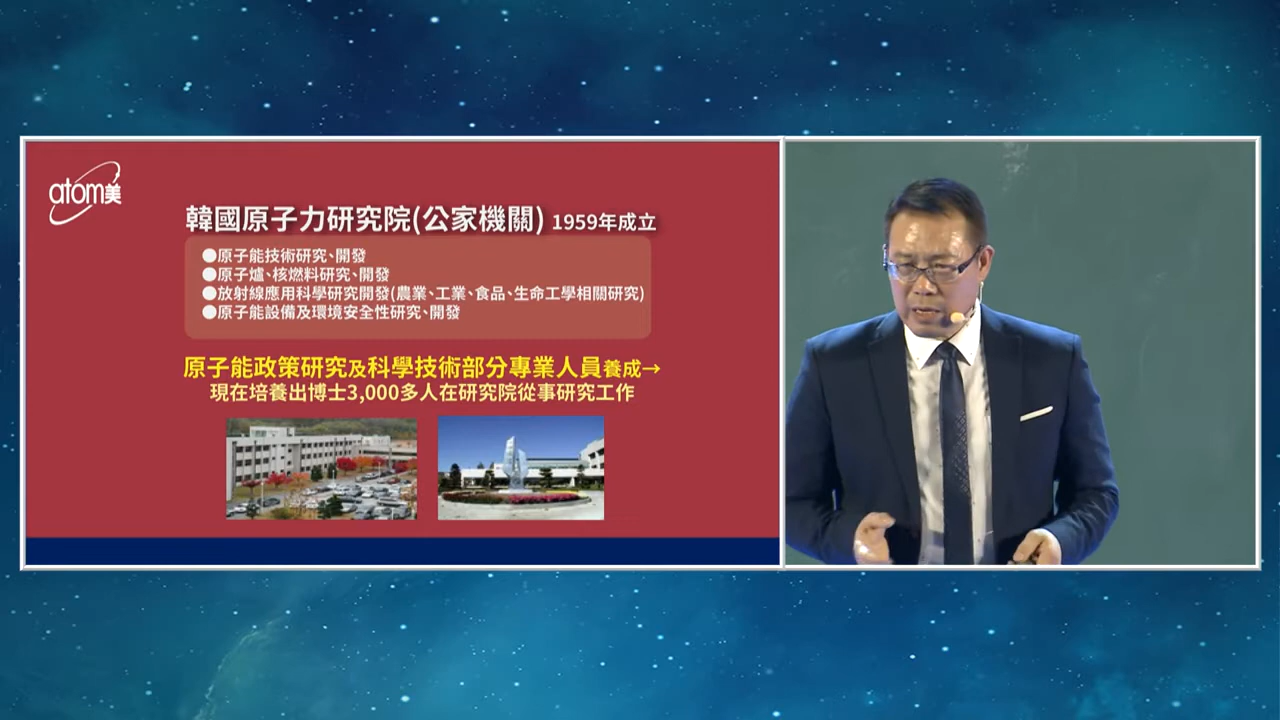 atom美
韓國原子力研究院(公家機關) 1959年成立
●原子能技術研究、開發
●原子爐、核燃料研究、開發
●放射線應用科學研究開發(農業、工業、食品、生命工學相關研究)
●原子能設備及環境安全性研究、開發
原子能政策研究及科學技術部分專業人員養成→
現在培養出博士3,000多人在研究院從事研究工作